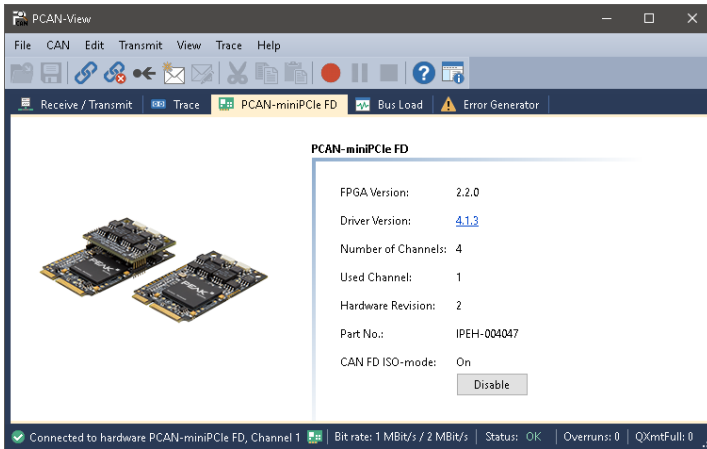 PCAN-View
File CAN Edit Transmit View Trace Help
Receive / Transmit Trace PCAN-miniPCIe FD Bus Load Error Generator
PCAN-miniPCIe FD
FPGA Version: 2.2.0
Driver Version: 4.1.3
Number of Channels: 4
Used Channel: 1
Hardware Revision: 2
Part No.: IPEH-004047
CAN FD ISO-mode: On
Disable
PEAK
PEAK
Connected to hardware PCAN-miniPCIe FD, Channel 1 Bit rate: 1 MBit/s / 2 MBit/s Status: OK Overruns: 0 QXmtFull: 0